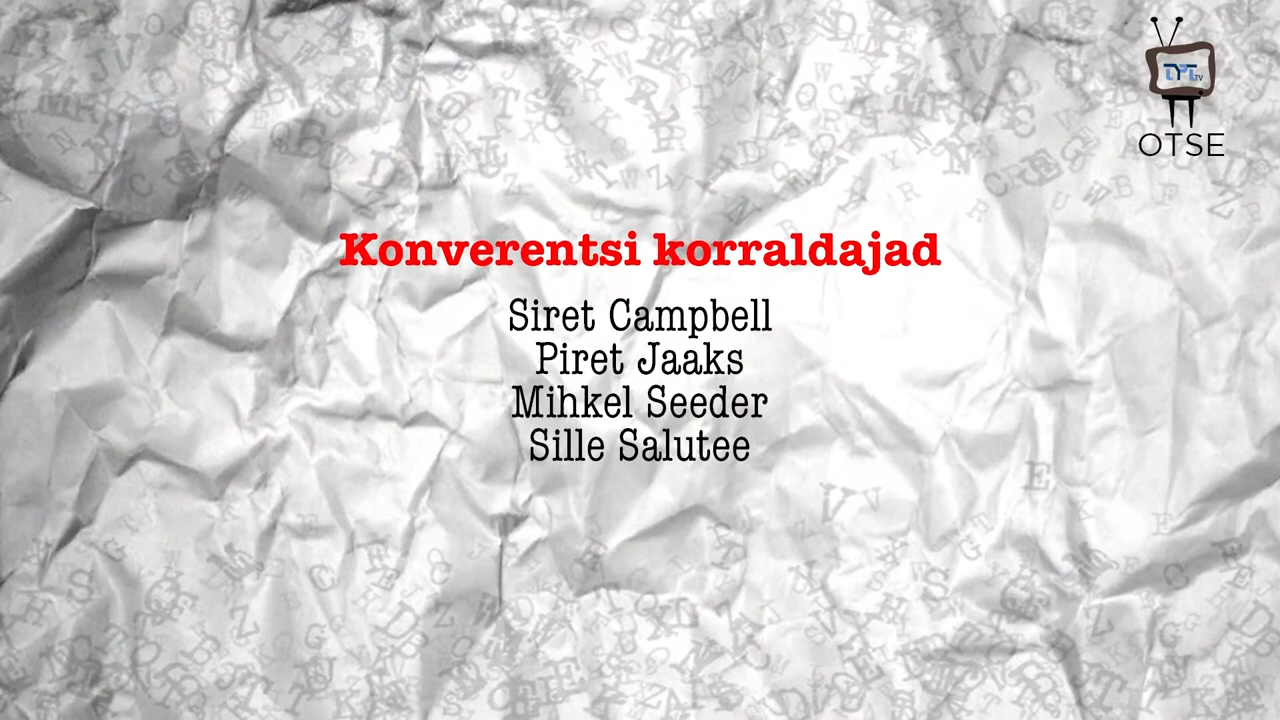 OTSE
Konverentsi korraldajad
Siret Campbell
Piret Jaaks
Mihkel Seeder
Sille Salutee